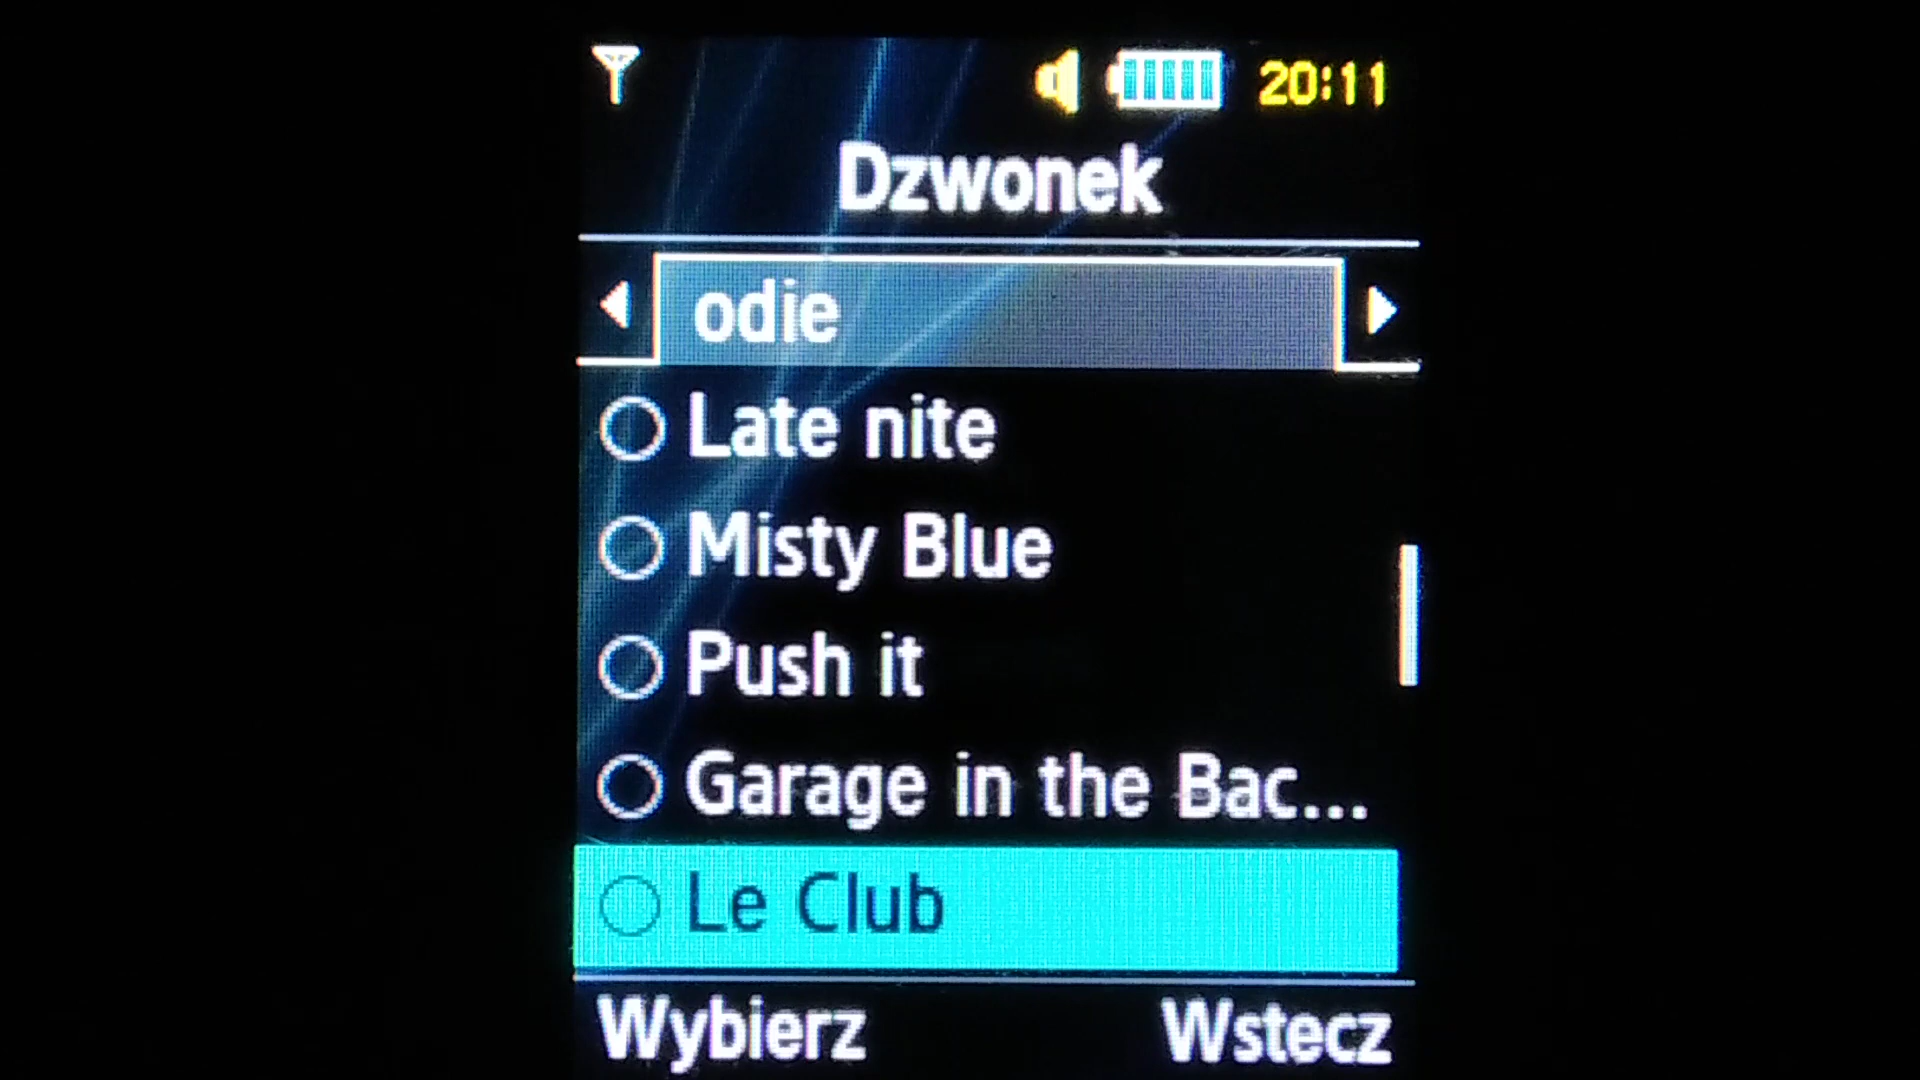 20:11
Dzwonek
odie
Late nite
Misty Blue
Push it
Garage in the Bac...
Le Club
Wybierz Wstecz